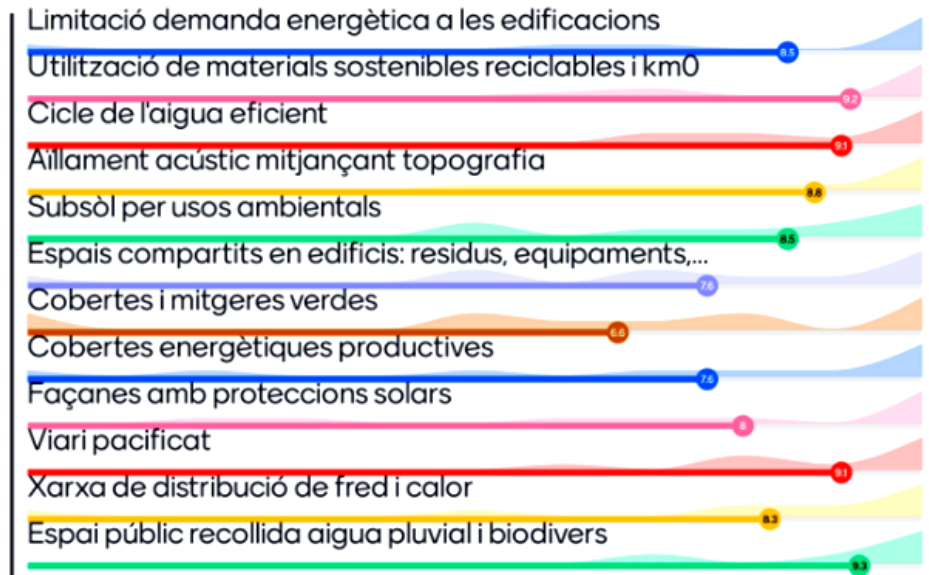 Limitació demanda energètica a les edificacions
8.5
Utilització de materials sostenibles reciclables i km0
9.2
Cicle de l'aigua eficient
9.1
Aïllament acústic mitjançant topografia
8.8
Subsòl per usos ambientals
8.5
Espais compartits en edificis: residus, equipaments,...
7.6
Cobertes i mitgeres verdes
6.6
Cobertes energètiques productives
7.6
Façanes amb proteccions solars
8
Viari pacificat
9.1
Xarxa de distribució de fred i calor
8.3
Espai públic recollida aigua pluvial i biodivers
9.3